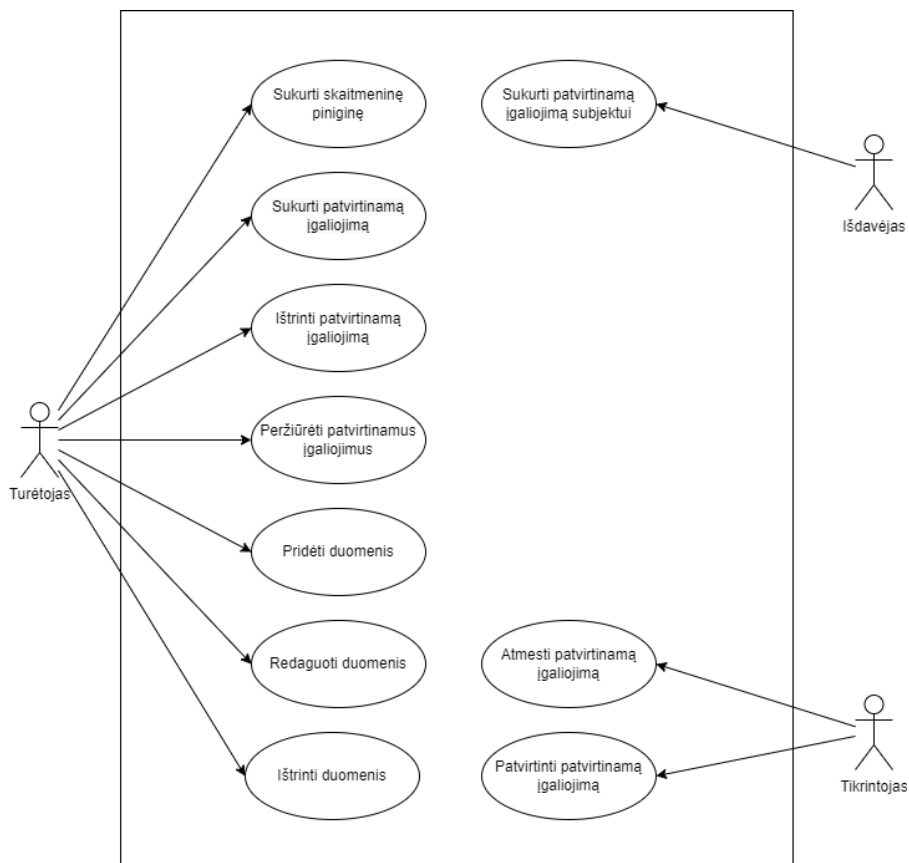 Sukurti skaitmeninę
piniginę
Sukurti patvirtinamą
įgaliojimą subjektui
Išdavėjas
Sukurti patvirtinamą
įgaliojimą
Ištrinti patvirtinamą
įgaliojimą
Peržiūrėti patvirtinamus
įgaliojimus
Turėtojas
Pridėti duomenis
Redaguoti duomenis
Atmesti patvirtinamą
įgaliojimą
Ištrinti duomenis
Patvirtinti patvirtinamą
įgaliojimą
Tikrintojas